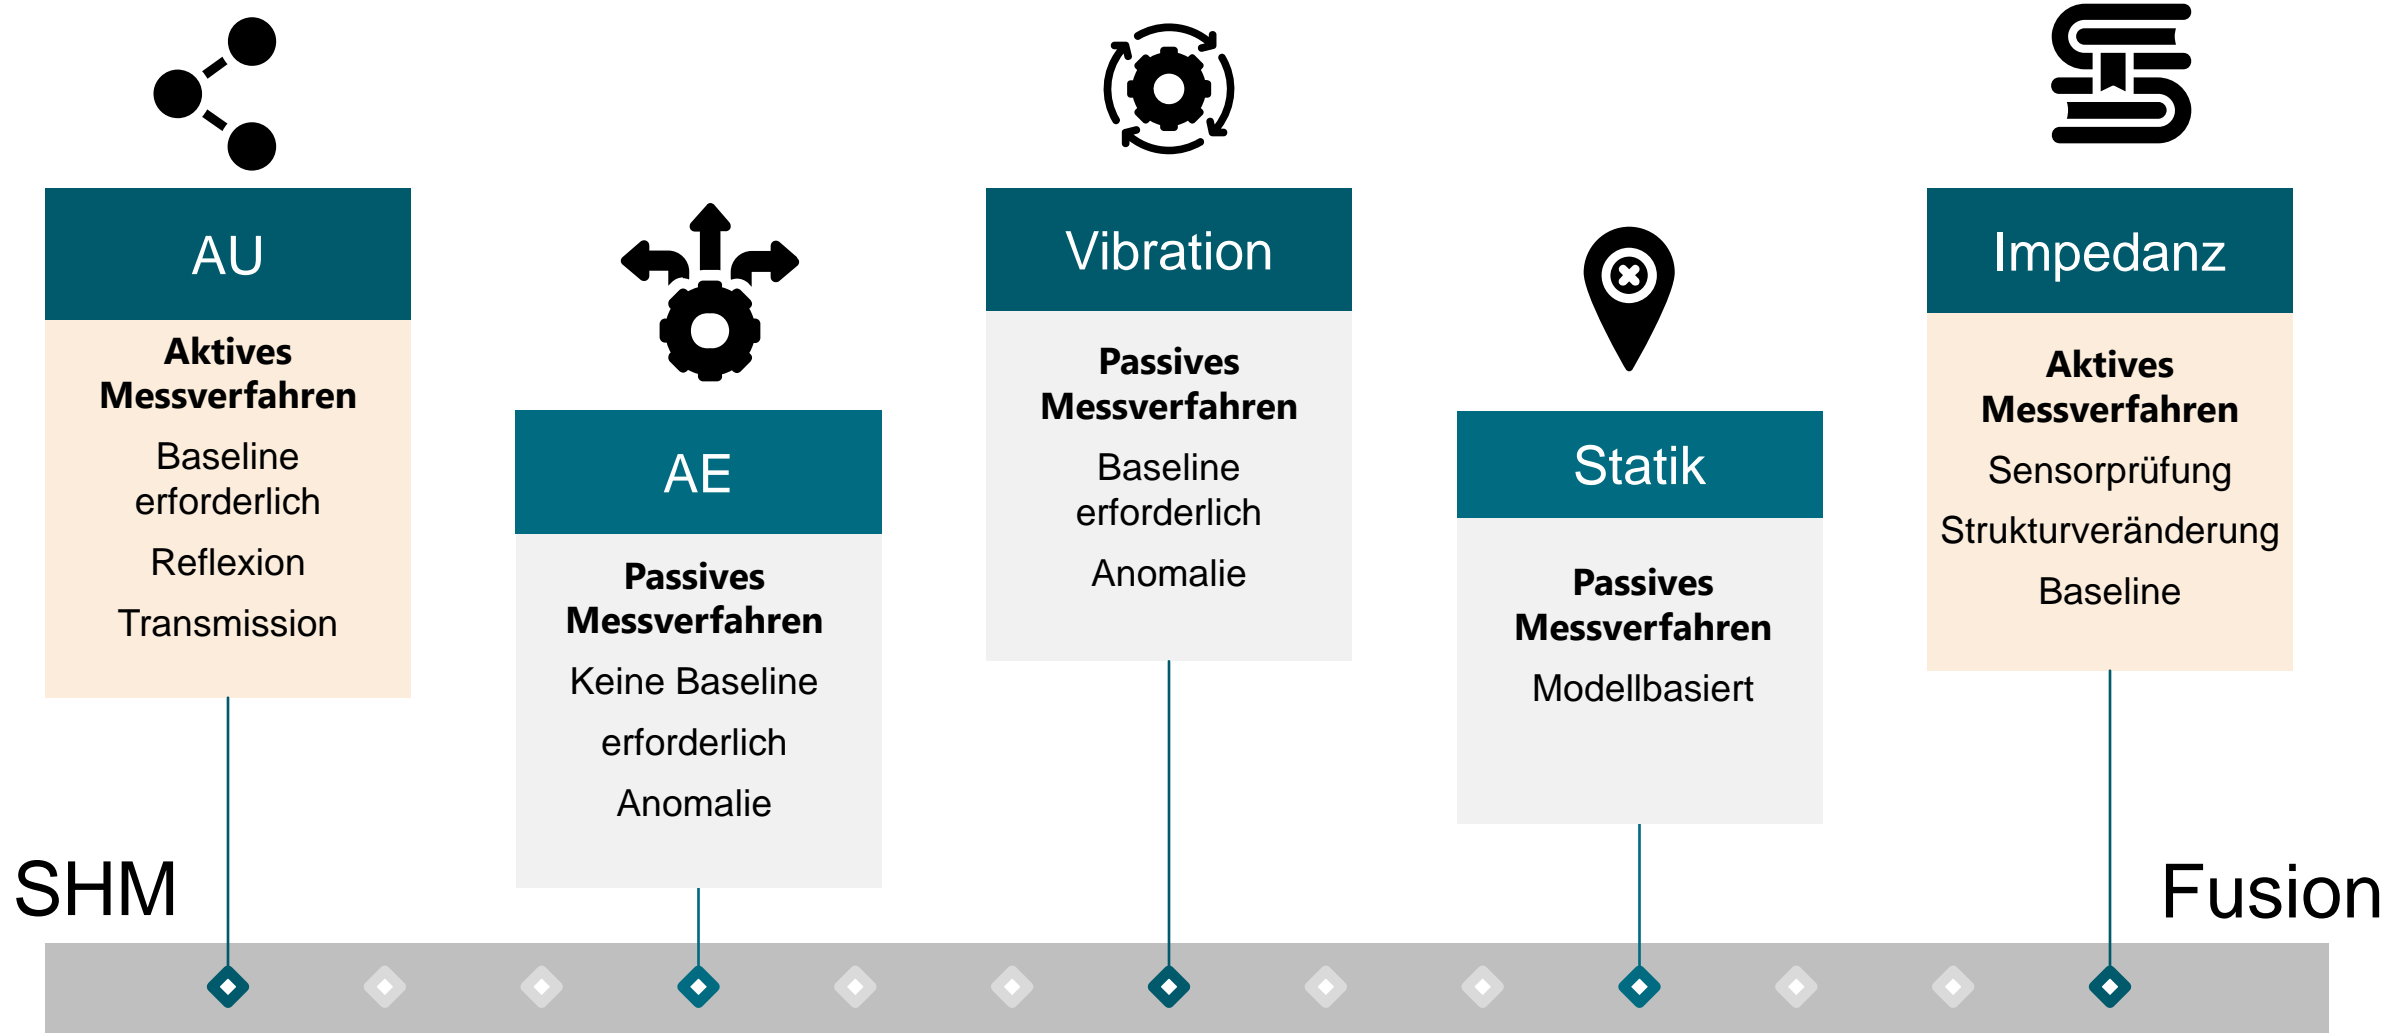 AU
Aktives
Messverfahren
Baseline
erforderlich
Reflexion
Transmission
AE
Passives
Messverfahren
Keine Baseline
erforderlich
Anomalie
Vibration
Passives
Messverfahren
Baseline
erforderlich
Anomalie
Statik
Passives
Messverfahren
Modellbasiert
Impedanz
Aktives
Messverfahren
Sensorprüfung
Strukturveränderung
Baseline
SHM
Fusion